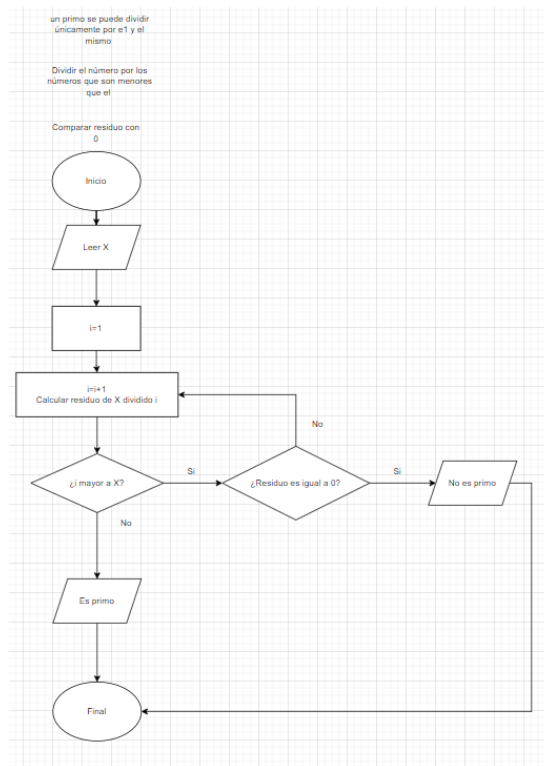 un primo se puede dividir
únicamente por e1 y el
mismo
Dividir el número por los
números que son menores
que el
Comparar residuo con
0
Inicio
Leer X
i=1
i=i+1
Calcular residuo de X dividido i
No
¿i mayor a X?
Si
¿Residuo es igual a 0?
Si
No es primo
No
Es primo
Final